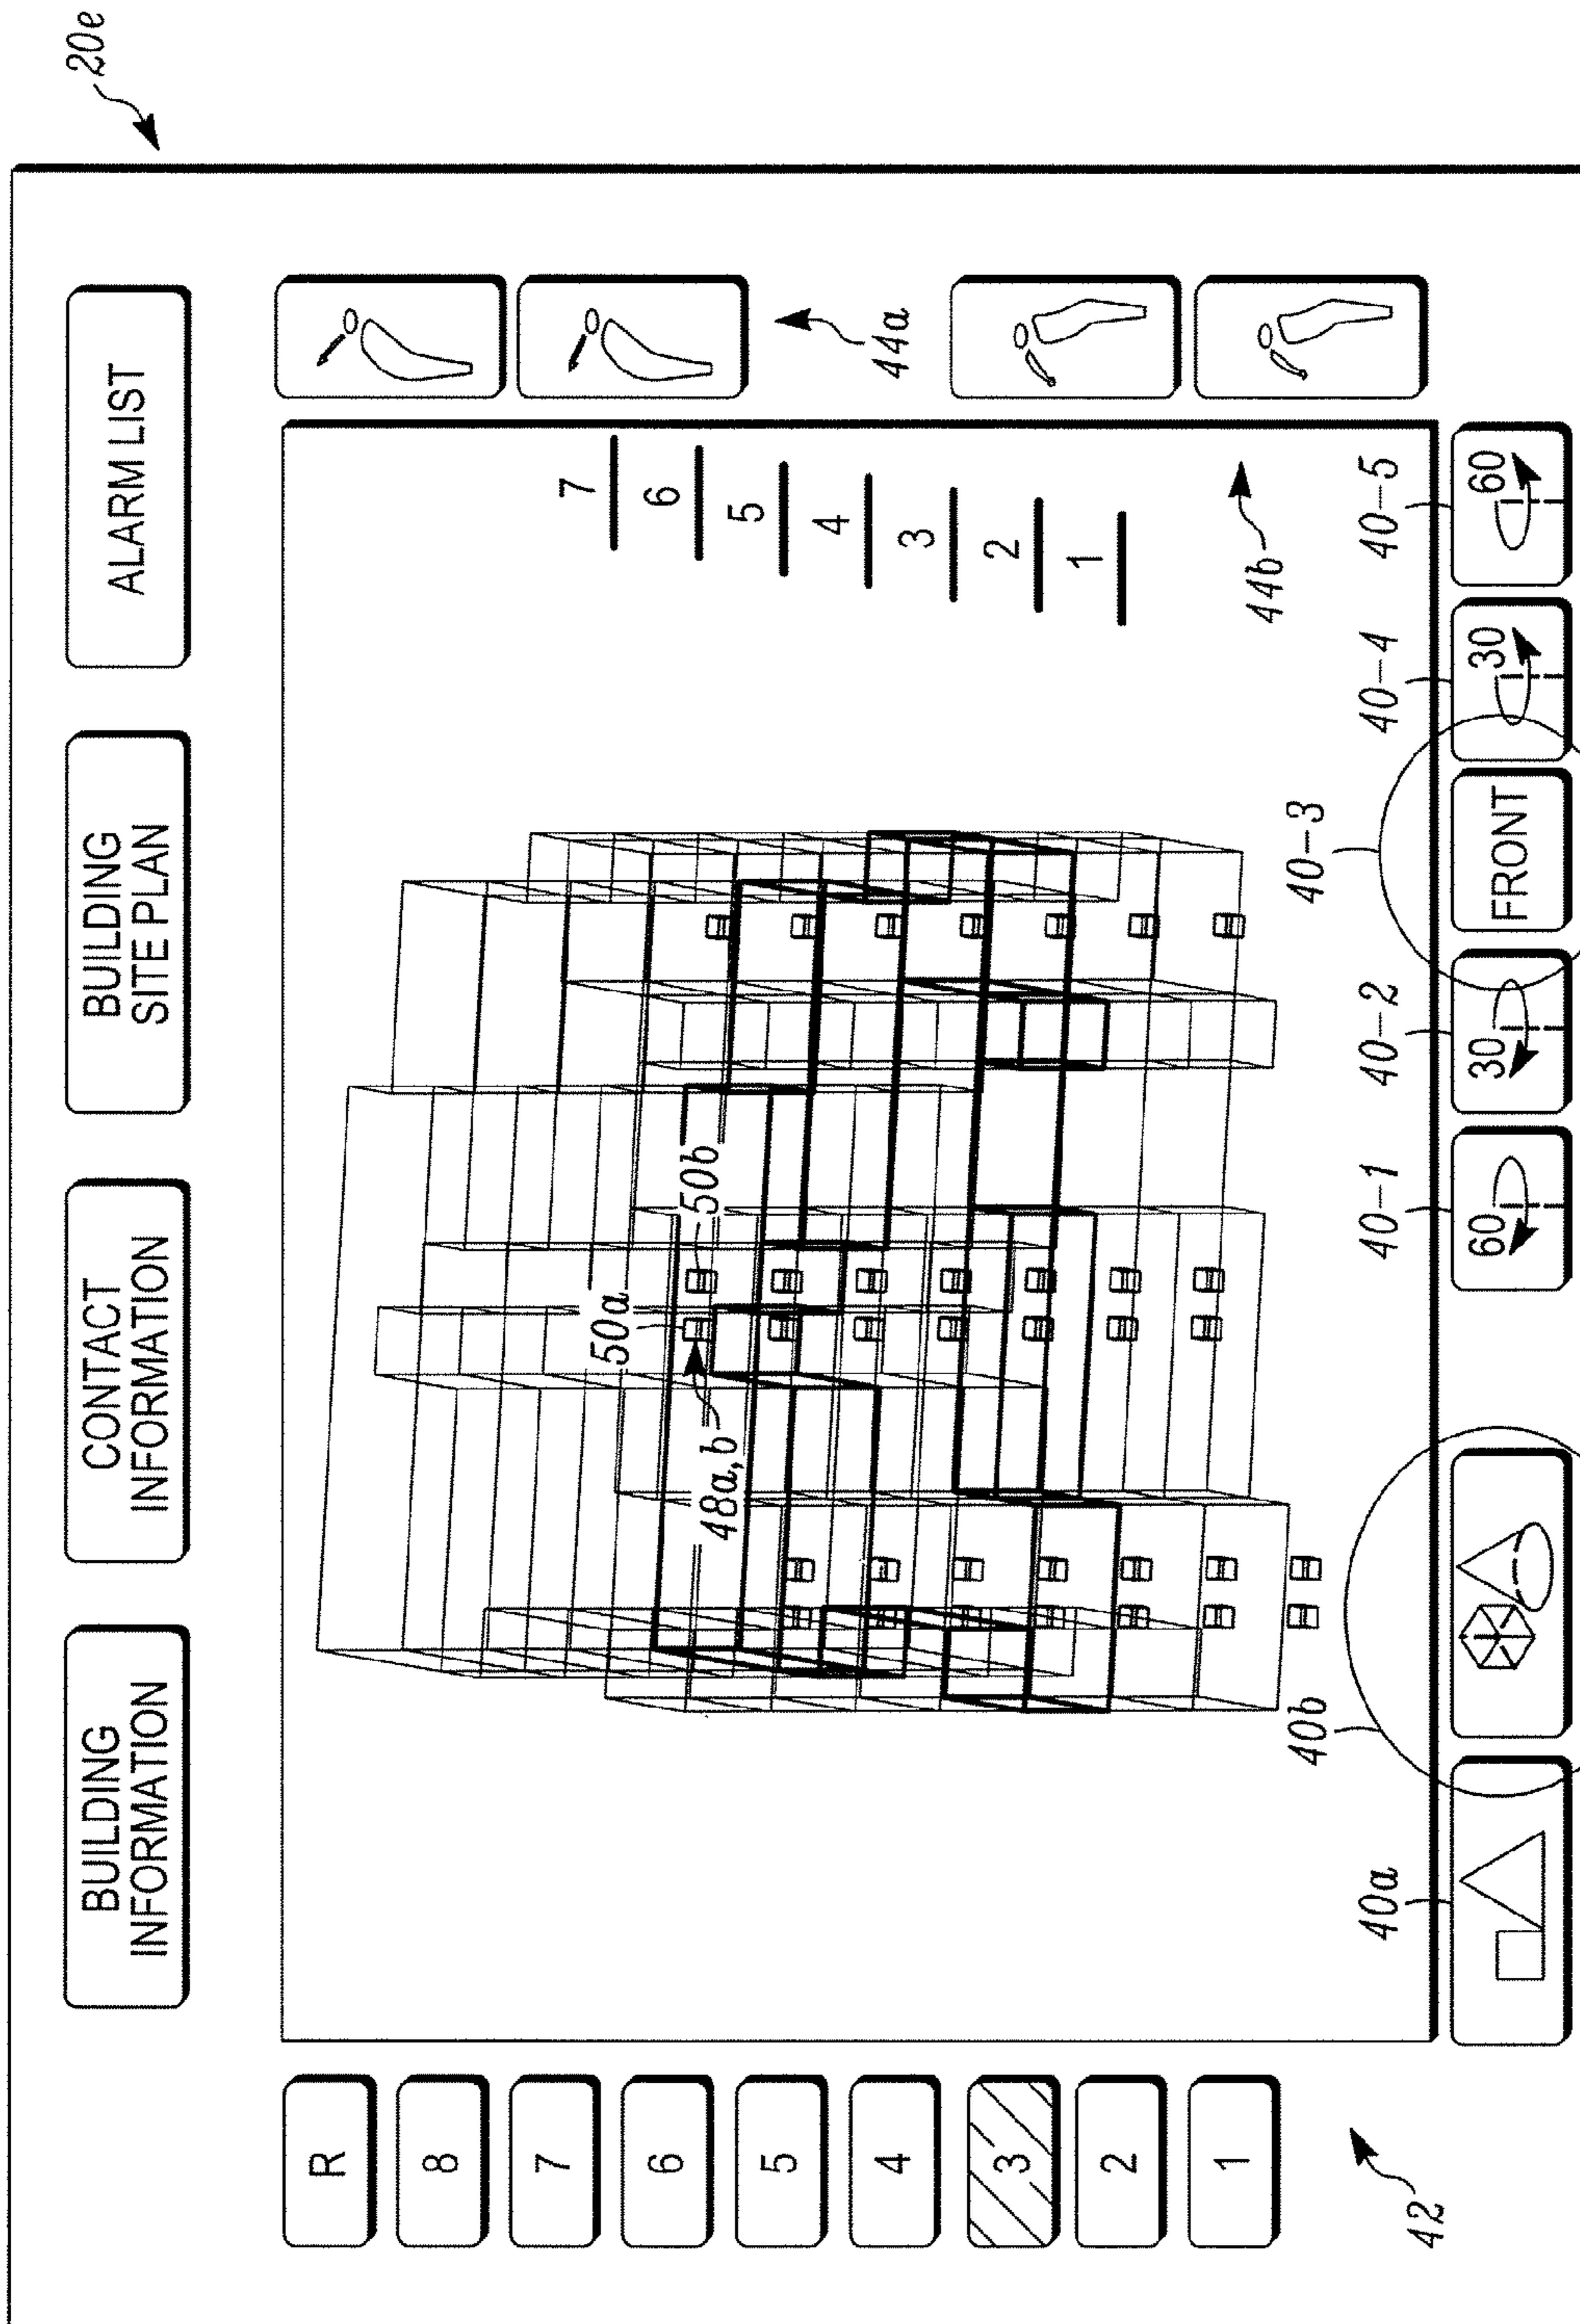 20e
BUILDING
INFORMATION
CONTACT
INFORMATION
BUILDING
SITE PLAN
ALARM LIST
R
8
7
6
5
4
3
2
1
42
50a
50b
48a,b
7
6
5
4
3
2
1
44a
44b
40a
40b
40-1
40-2
40-3
40-4
40-5
60
30
FRONT
30
60